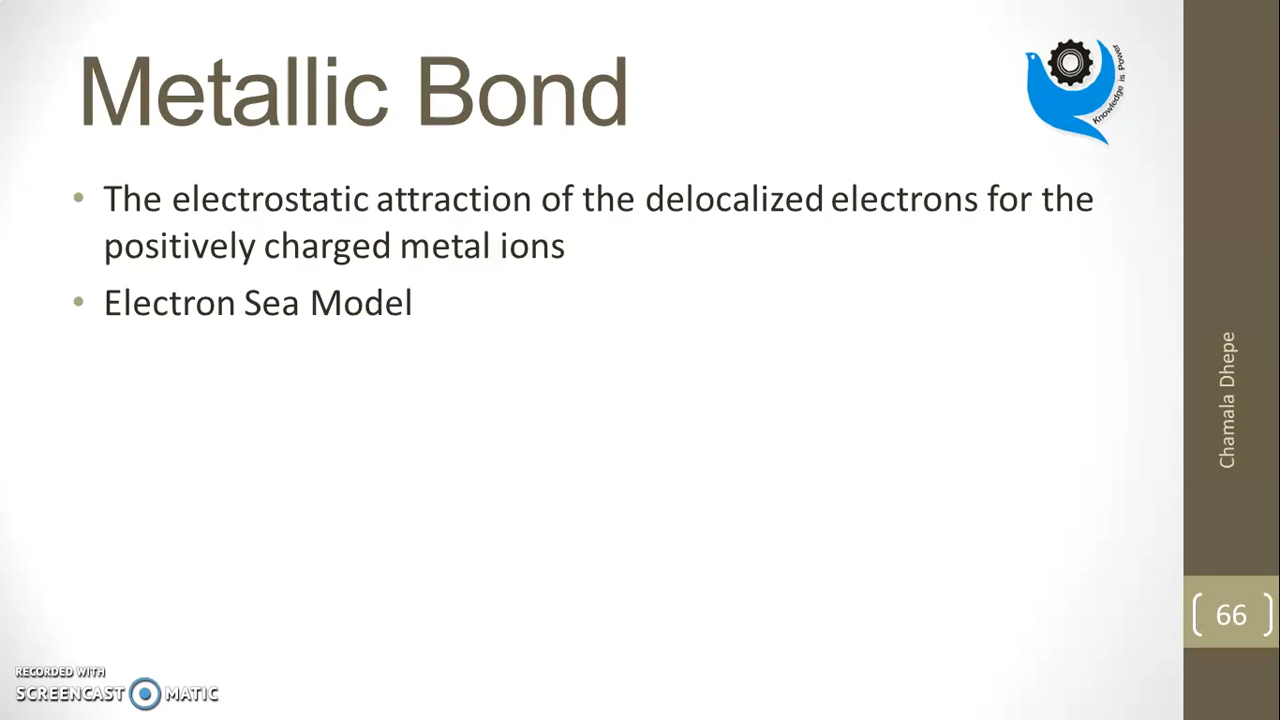 Metallic Bond
Knowledge is Power
• The electrostatic attraction of the delocalized electrons for the
positively charged metal ions
• Electron Sea Model
Chamala Dhepe
66
RECORDED WITH
SCREENCAST MATIC